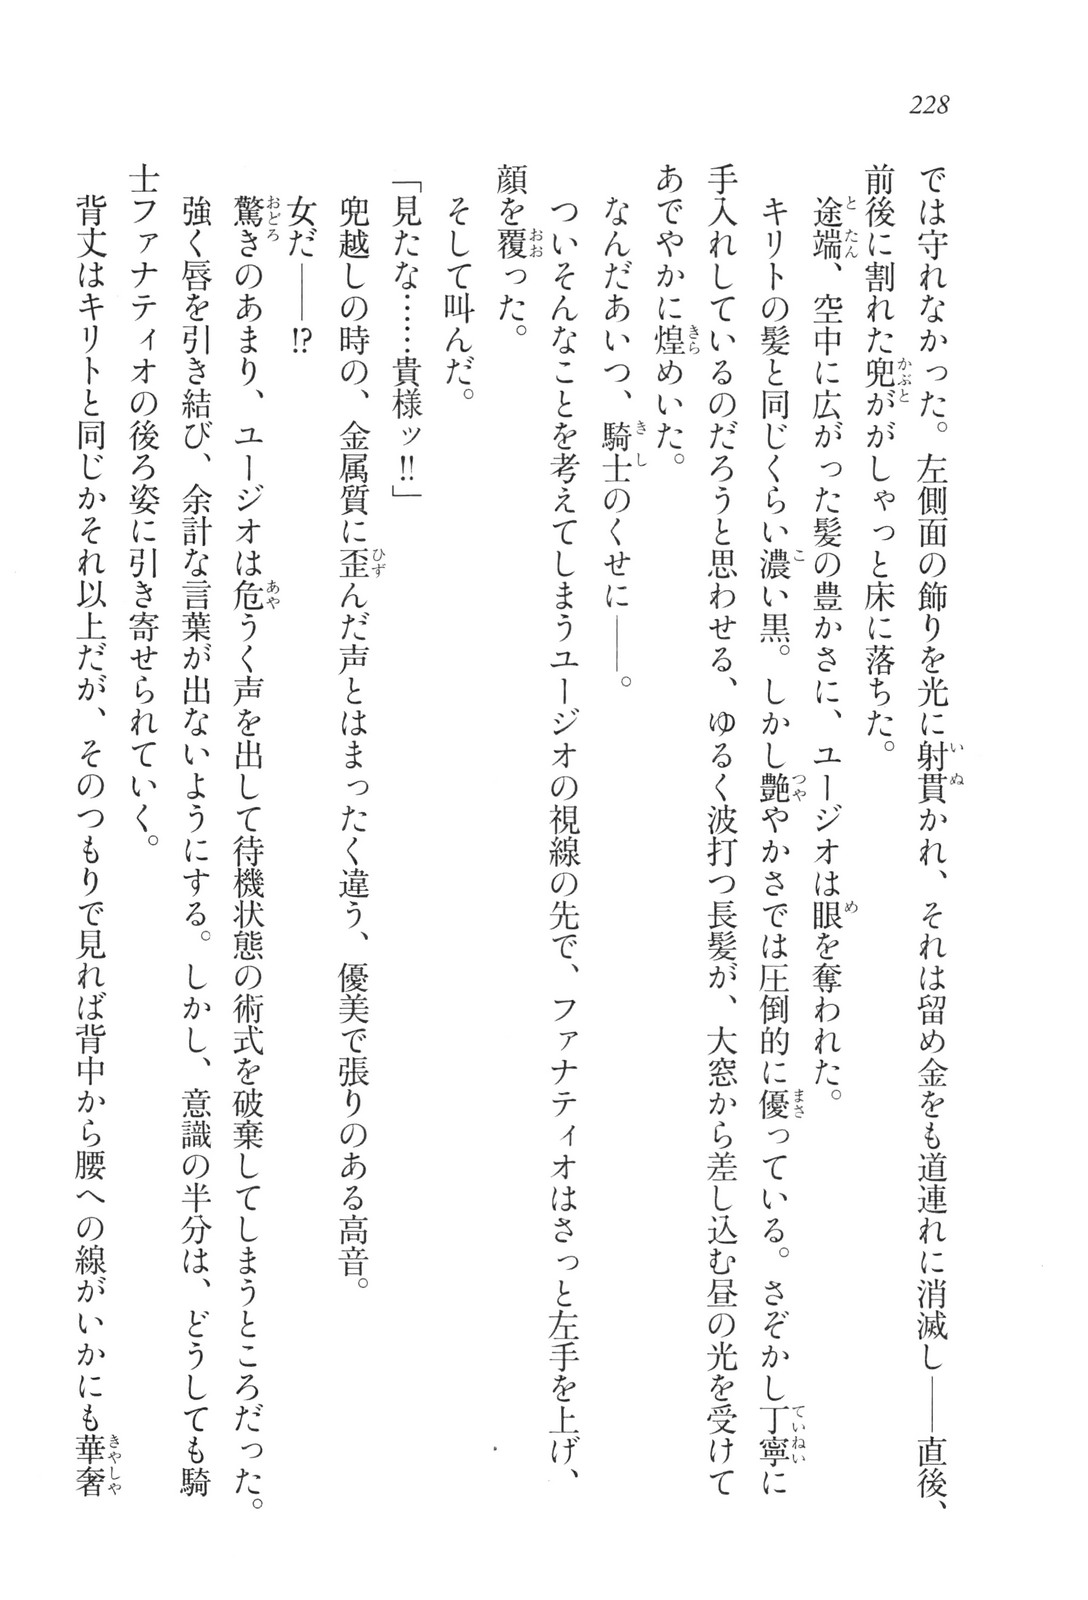 228
では守れなかった。左側面の飾りを光に射貫かれ、それは留め金をも道連れに消滅し――直後、
前後に割れた兜ががしゃっと床に落ちた。
途端、空中に広がった髪の豊かさに、ユージオは眼を奪われた。
キリトの髪と同じくらい濃い黒。しかし艶やかさでは圧倒的に優っている。さぞかし丁寧に
手入れしているのだろうと思わせる、ゆるく波打つ長髪が、大窓から差し込む昼の光を受けて
あでやかに煌めいた。
なんだあいつ、騎士のくせに――。
ついそんなことを考えてしまうユージオの視線の先で、ファナティオはさっと左手を上げ、
顔を覆った。
そして叫んだ。
「見たな……貴様ッ!!」
兜越しの時の、金属質に歪んだ声とはまったく違う、優美で張りのある高音。
女だ――!?
驚きのあまり、ユージオは危うく声を出して待機状態の術式を破棄してしまうところだった。
強く唇を引き結び、余計な言葉が出ないようにする。しかし、意識の半分は、どうしても騎
士ファナティオの後ろ姿に引き寄せられていく。
背丈はキリトと同じかそれ以上だが、そのつもりで見れば背中から腰への線がいかにも華奢